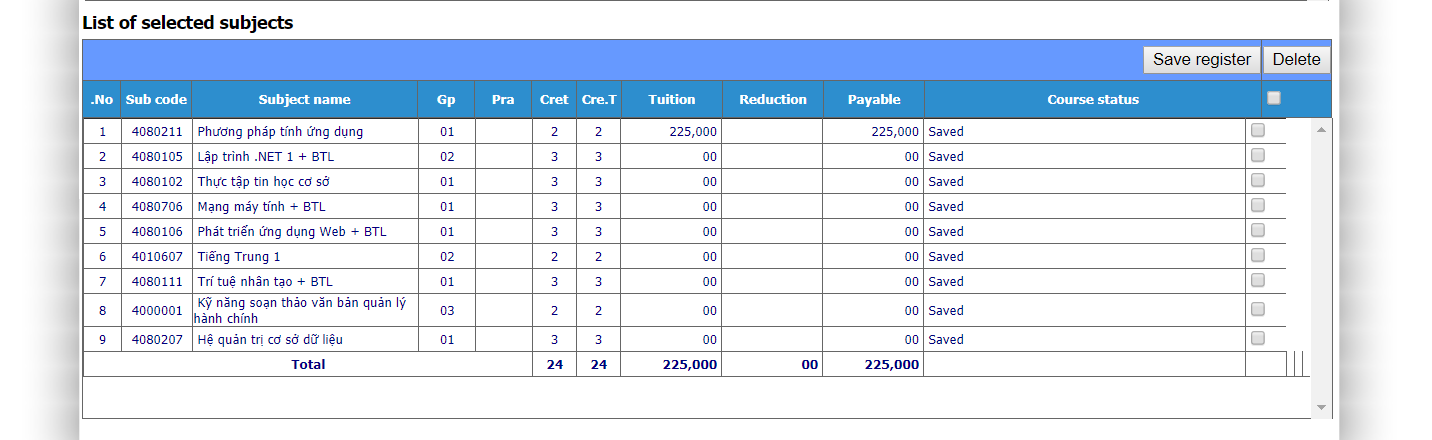 List of selected subjects
Save register Delete
.No Sub code Subject name Gp Pra Cret Cre.T Tuition Reduction Payable Course status
1 4080211 Phương pháp tính ứng dụng 01 2 2 225,000 225,000 Saved
2 4080105 Lập trình .NET 1 + BTL 02 3 3 00 00 Saved
3 4080102 Thực tập tin học cơ sở 01 3 3 00 00 Saved
4 4080706 Mạng máy tính + BTL 01 3 3 00 00 Saved
5 4080106 Phát triển ứng dụng Web + BTL 01 3 3 00 00 Saved
6 4010607 Tiếng Trung 1 02 2 2 00 00 Saved
7 4080111 Trí tuệ nhân tạo + BTL 01 3 3 00 00 Saved
8 4000001 Kỹ năng soạn thảo văn bản quản lý 03 2 2 00 00 Saved
hành chính
9 4080207 Hệ quản trị cơ sở dữ liệu 01 3 3 00 00 Saved
Total 24 24 225,000 00 225,000